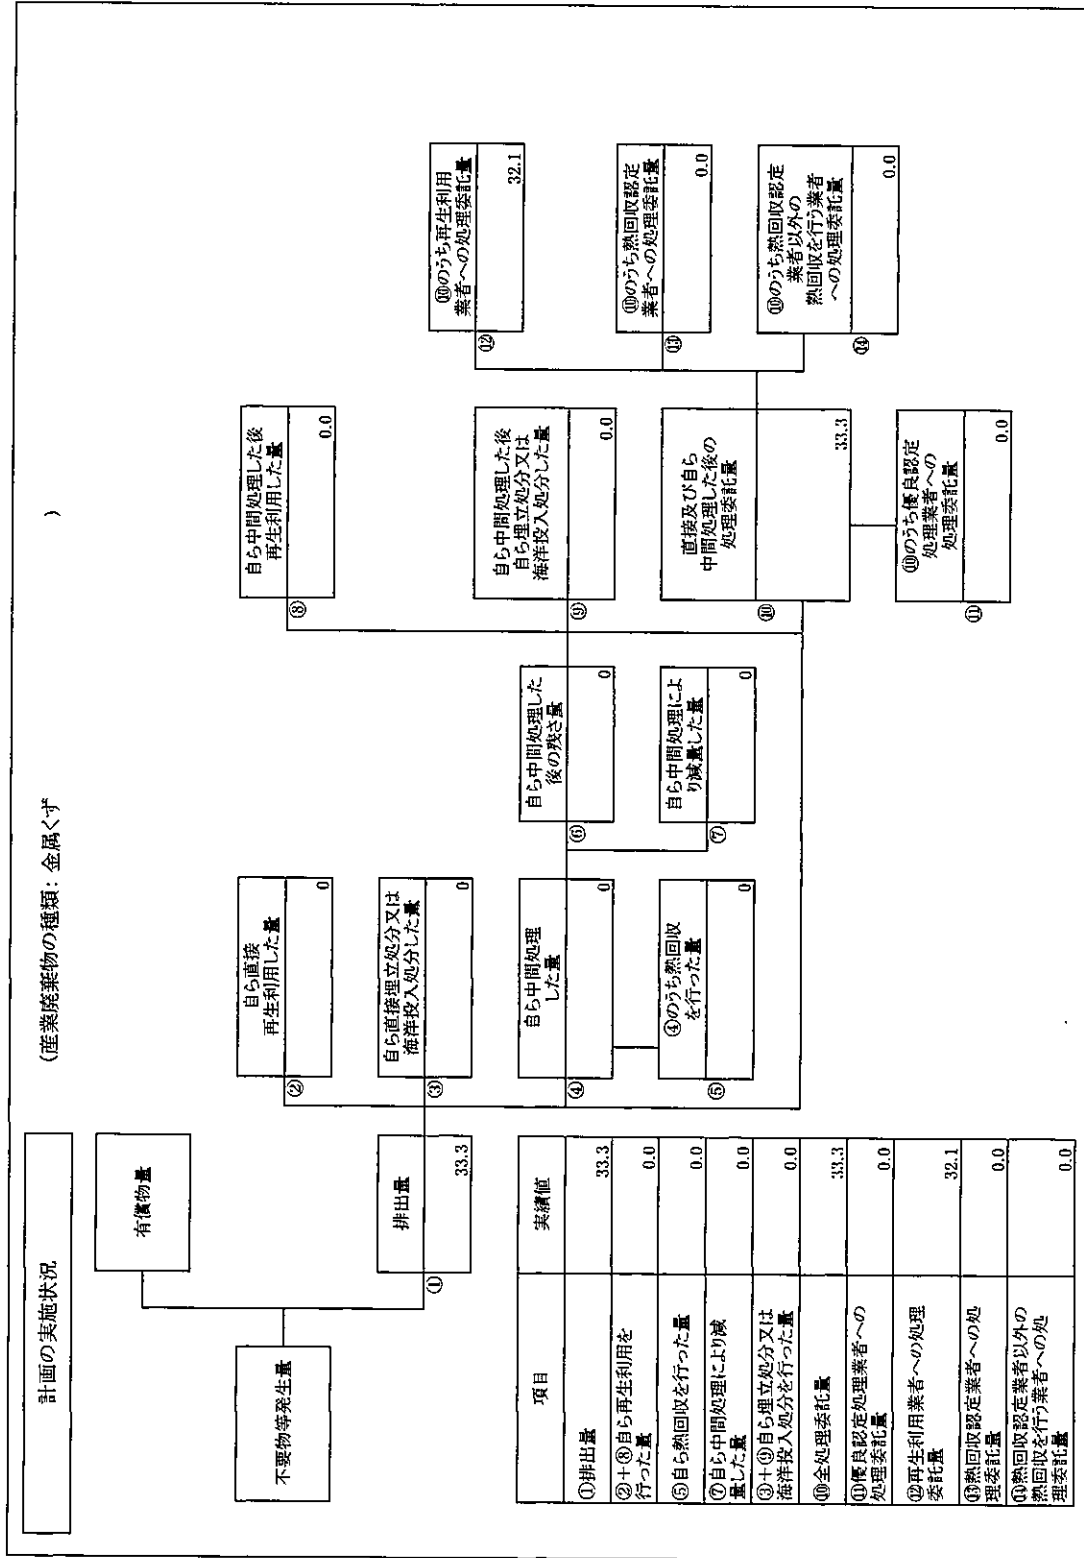 計画の実施状況
(産業廃棄物の種類: 金属くず
)
不要物等発生量
有償物量
①
排出量
33.3
②
自ら直接
再生利用した量
0
③
自ら直接埋立処分又は
海洋投入処分した量
0
④
自ら中間処理
した量
0
⑤
④のうち熱回収
を行った量
0
⑥
自ら中間処理した
後の残さ量
0
⑦
自ら中間処理によ
り減量した量
0
⑧
自ら中間処理した後
再生利用した量
0.0
⑨
自ら中間処理した後
自ら埋立処分又は
海洋投入処分した量
0.0
⑩
直接及び自ら
中間処理した後の
処理委託量
33.3
⑪
⑩のうち優良認定
処理業者への
処理委託量
0.0
⑫
⑩のうち再生利用
業者への処理委託量
32.1
⑬
⑩のうち熱回収認定
業者への処理委託量
0.0
⑭
⑩のうち熱回収認定
業者以外の
熱回収を行う業者
への処理委託量
0.0
項目 実績値
①排出量 33.3
②+⑧自ら再生利用を
行った量 0.0
⑤自ら熱回収を行った量 0.0
⑦自ら中間処理により減
量した量 0.0
③+⑨自ら埋立処分又は
海洋投入処分を行った量 0.0
⑩全処理委託量 33.3
⑪優良認定処理業者への
処理委託量 0.0
⑫再生利用業者への処理
委託量 32.1
⑬熱回収認定業者への処
理委託量 0.0
⑭熱回収認定業者以外の
熱回収を行う業者への処
理委託量 0.0